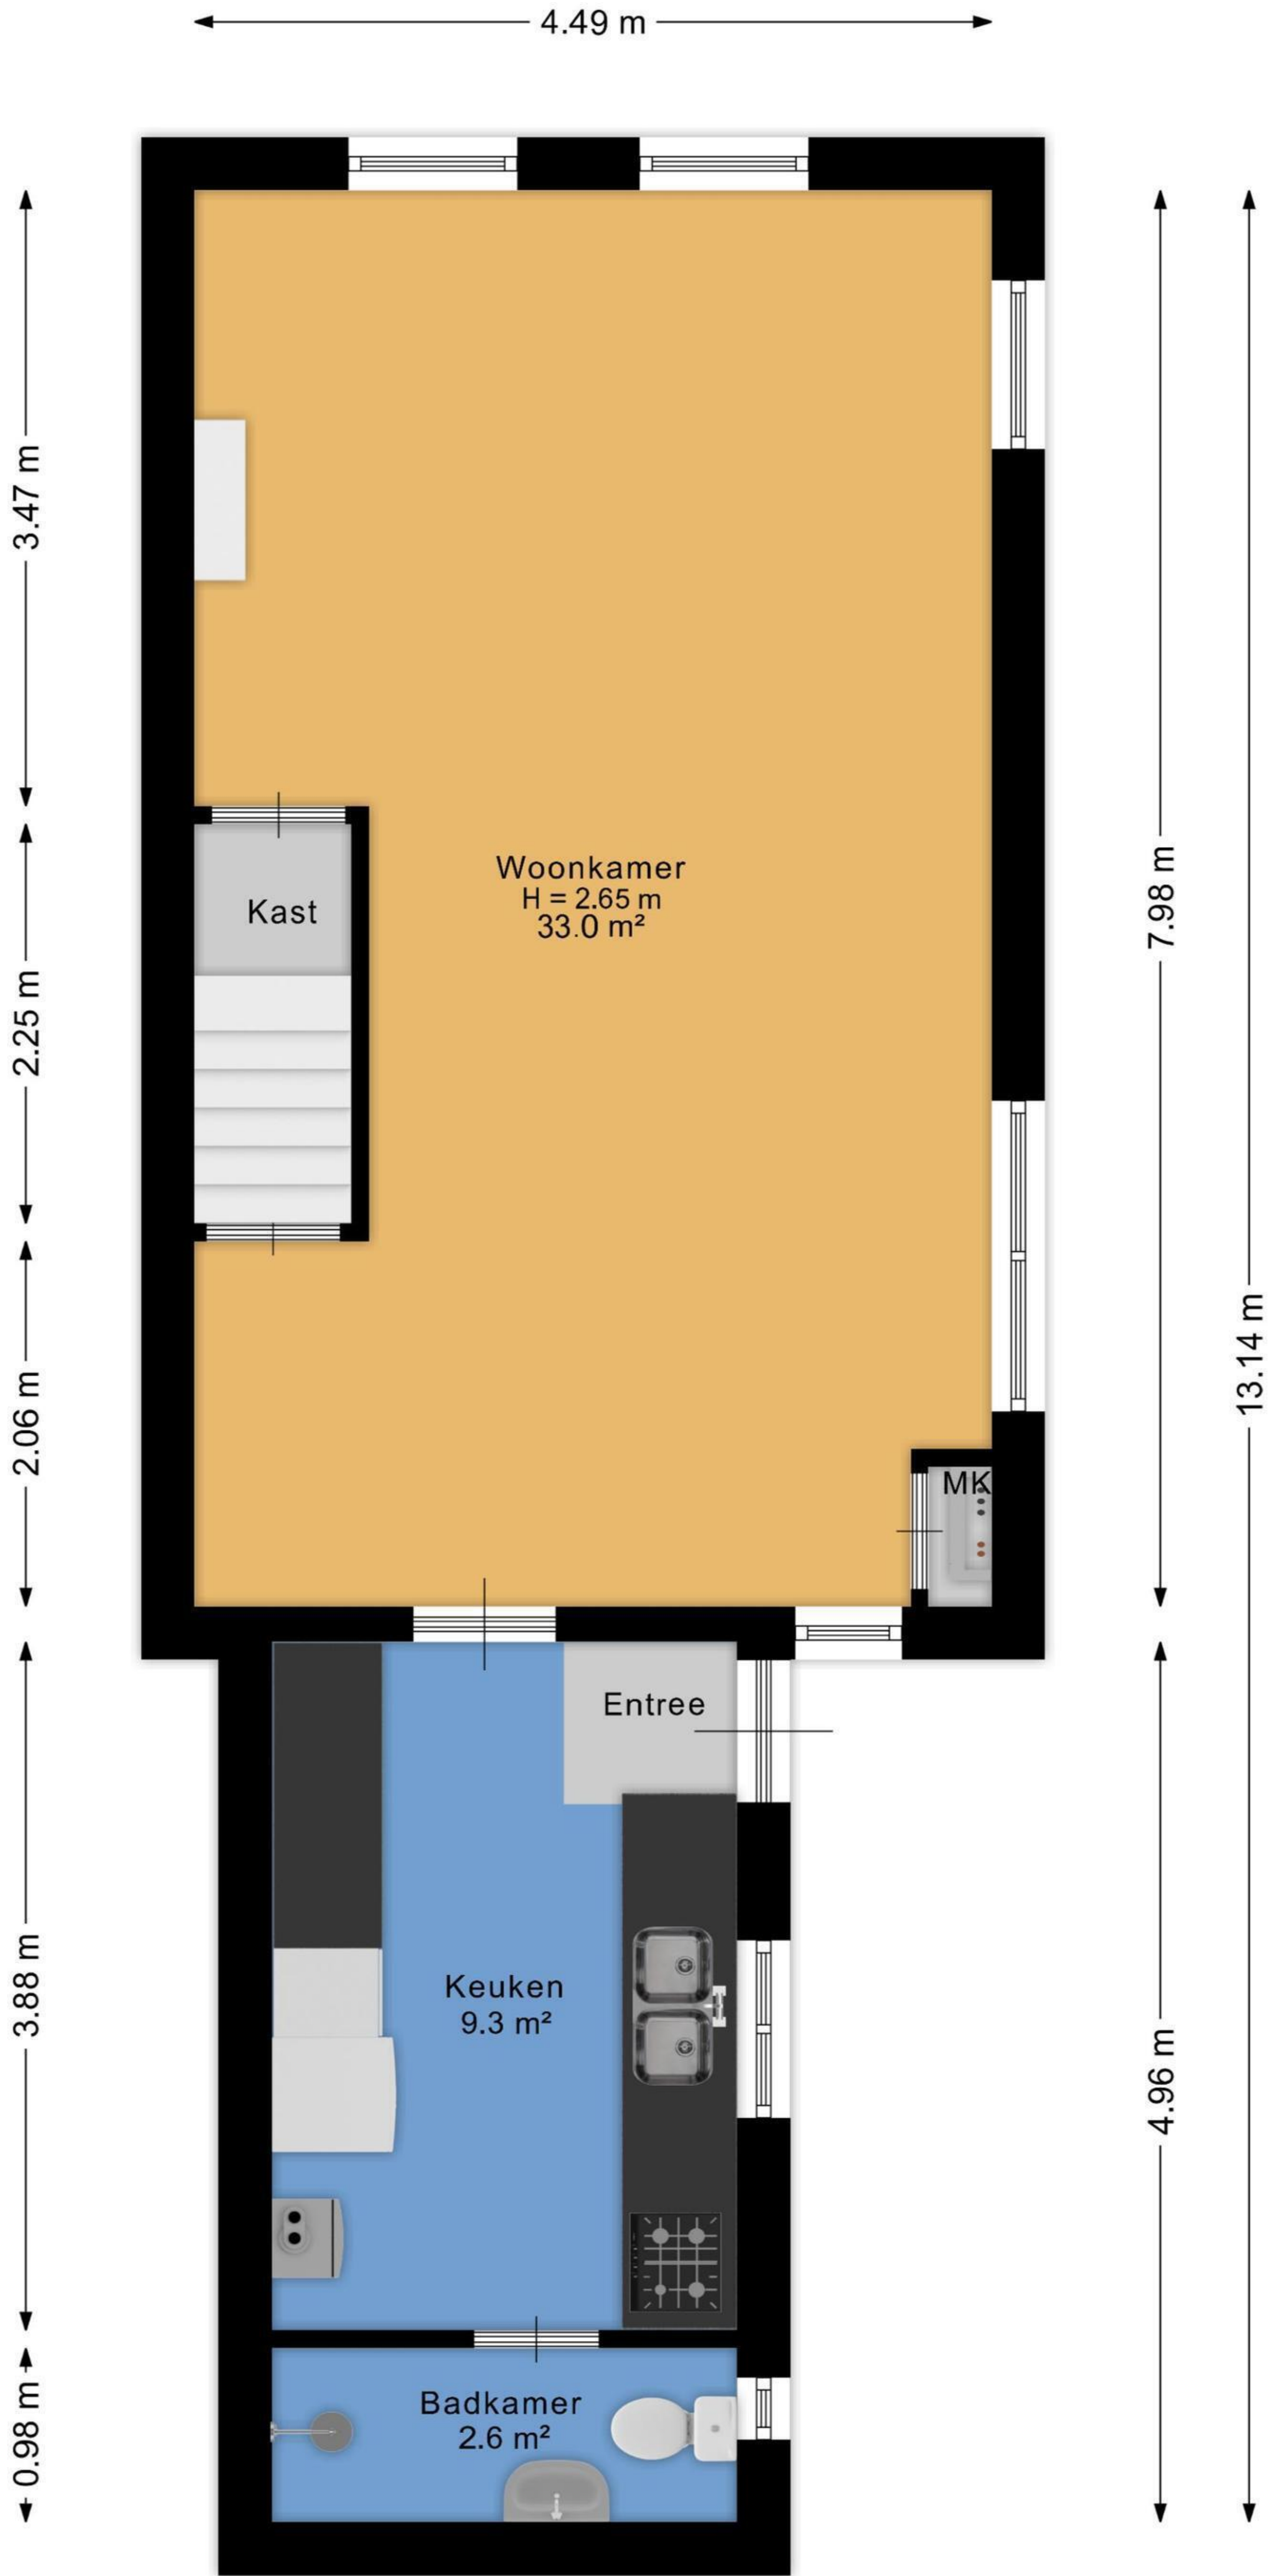 4.49 m
3.47 m
2.25 m
2.06 m
3.88 m
0.98 m
7.98 m
4.96 m
13.14 m
Woonkamer
H = 2.65 m
33.0 m²
Kast
MK
Entree
Keuken
9.3 m²
Badkamer
2.6 m²